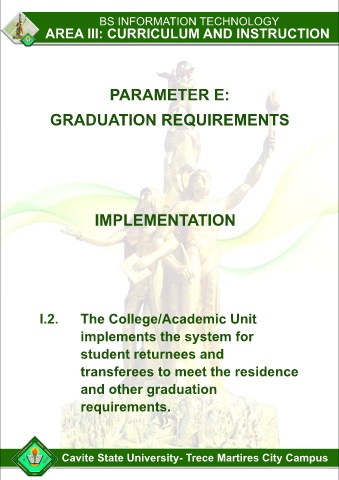 BS INFORMATION TECHNOLOGY
AREA III: CURRICULUM AND INSTRUCTION
PARAMETER E:
GRADUATION REQUIREMENTS
IMPLEMENTATION
I.2. The College/Academic Unit
implements the system for
student returnees and
transferees to meet the residence
and other graduation
requirements.
Cavite State University- Trece Martires City Campus